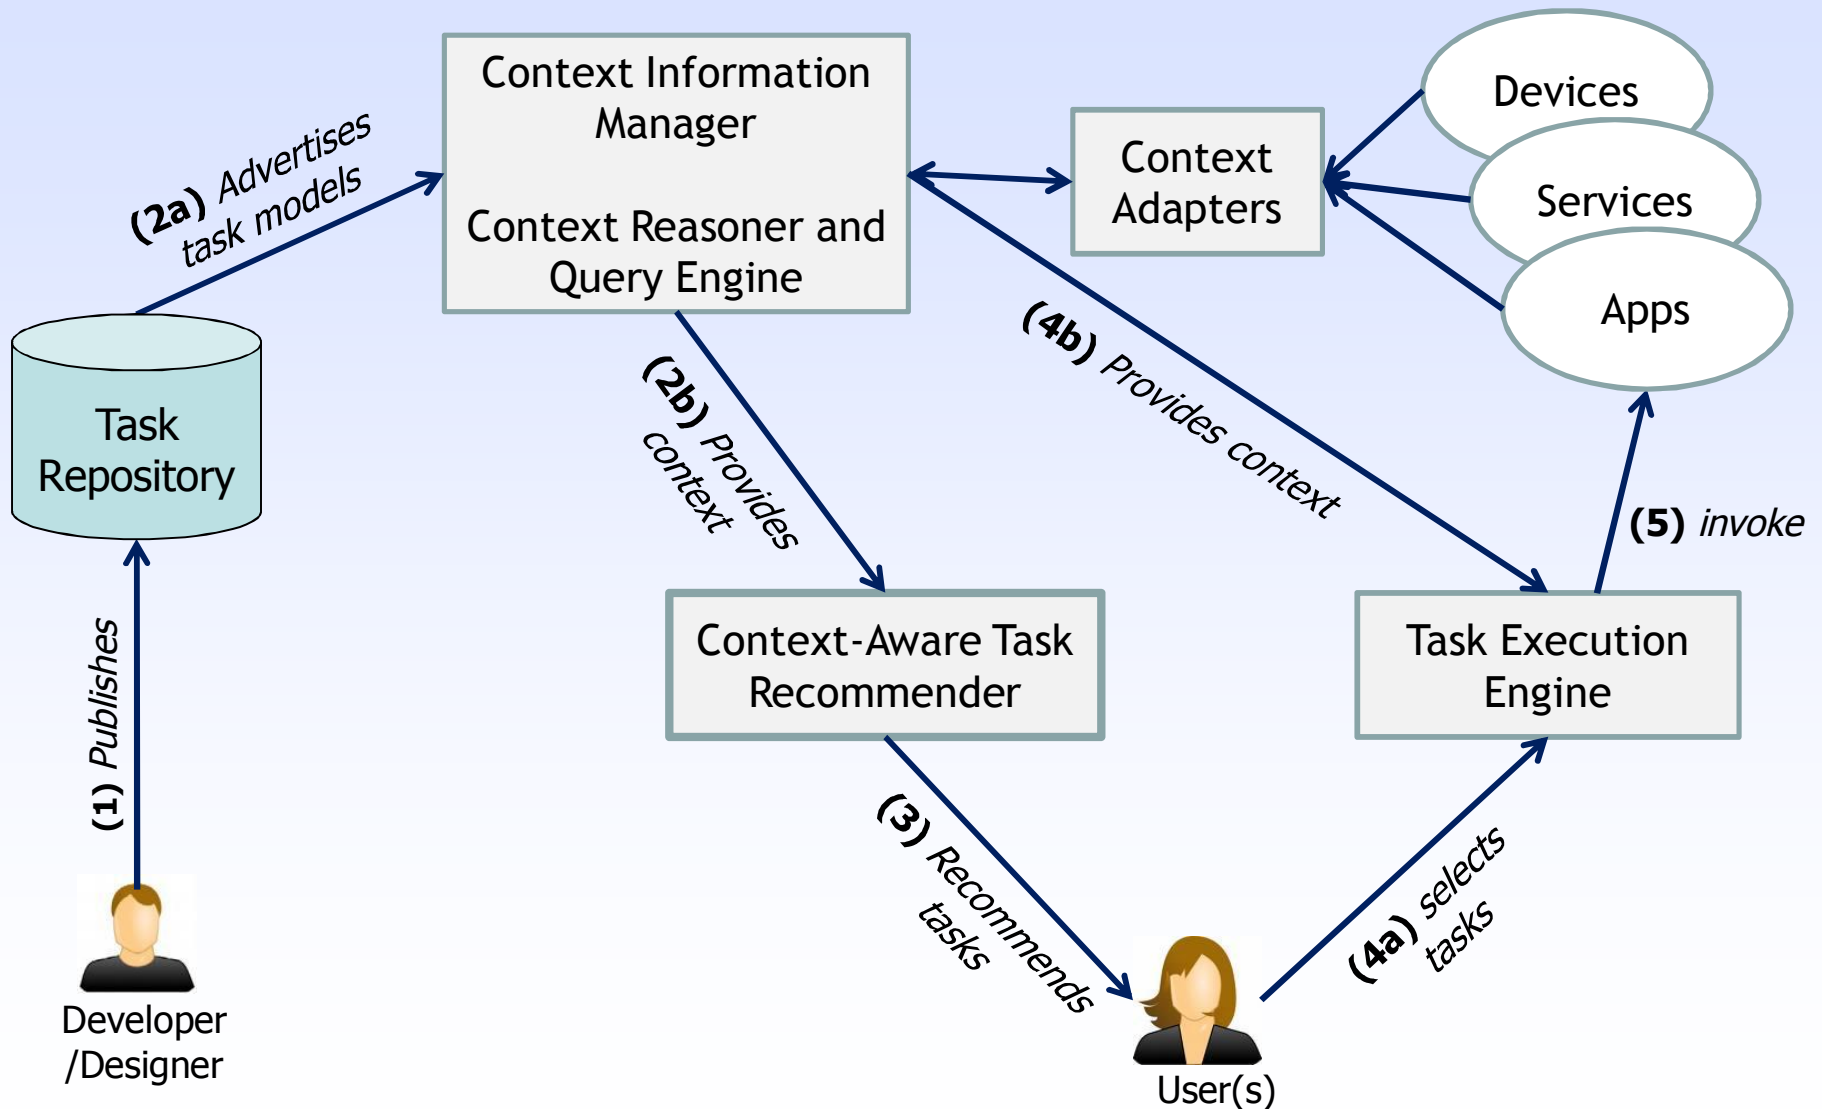 Context Information
Manager
Context Reasoner and
Query Engine
Context
Adapters
Devices
Services
Apps
(2a) Advertises
task models
Task
Repository
(2b) Provides
context
(4b) Provides context
(5) invoke
(1) Publishes
Context-Aware Task
Recommender
Task Execution
Engine
(3) Recommends
tasks
(4a) selects
tasks
Developer
/Designer
User(s)